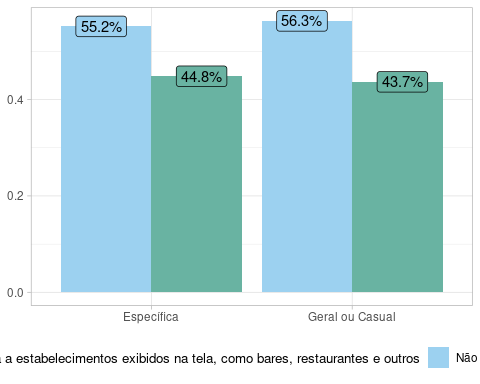 55.2%
56.3%
44.8%
43.7%
0.4
0.2
0.0
Específica
Geral ou Casual
a estabelecimentos exibidos na tela, como bares, restaurantes e outros
Não